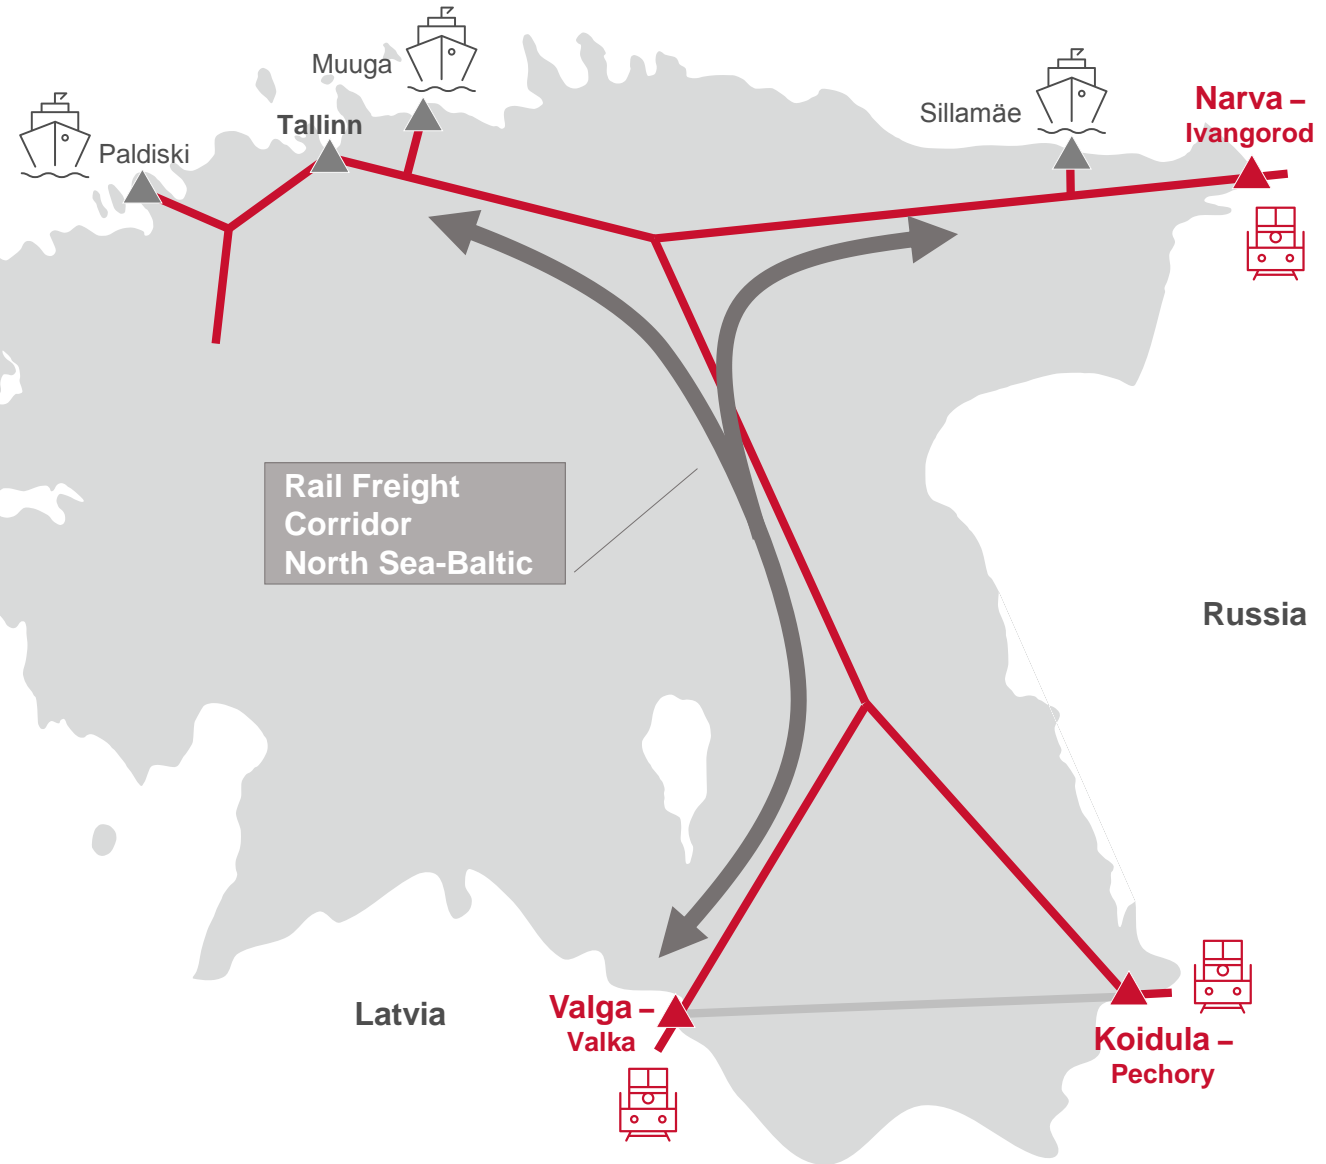 Muuga
Tallinn
Paldiski
Sillamäe
Narva –
Ivangorod
Rail Freight
Corridor
North Sea-Baltic
Russia
Latvia
Valga –
Valka
Koidula –
Pechory